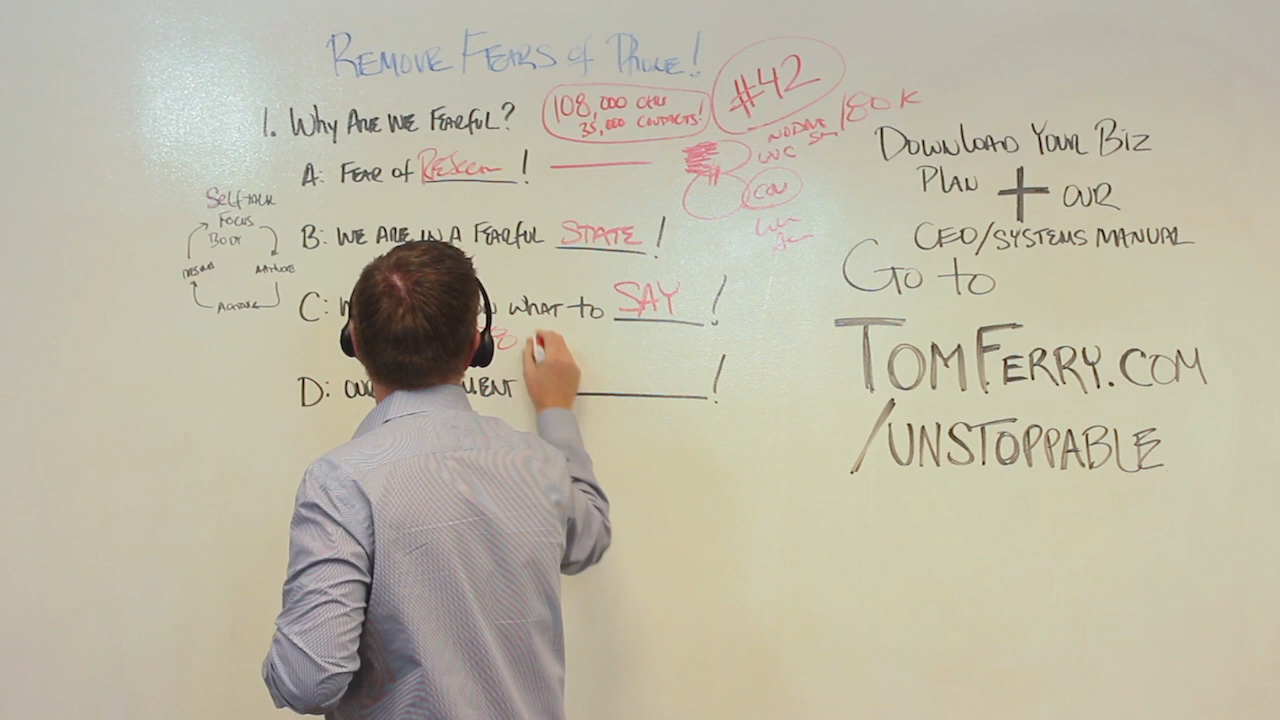 REMOVE FEARS of PHONE!
1. Why ARE WE FEARFUL?
108,000 CALLS
35,000 CONTACTS!
#42
180K
A: FEAR of !
B: WE ARE IN A FEARFUL STATE!
C: WHAT to SAY!
D: !
Self-TALK
FOCUS
BODY
DOWNLOAD YOUR BIZ
PLAN + OUR
CEO/SYSTEMS MANUAL
Go to
TOMFERRY.COM
/UNSTOPPABLE